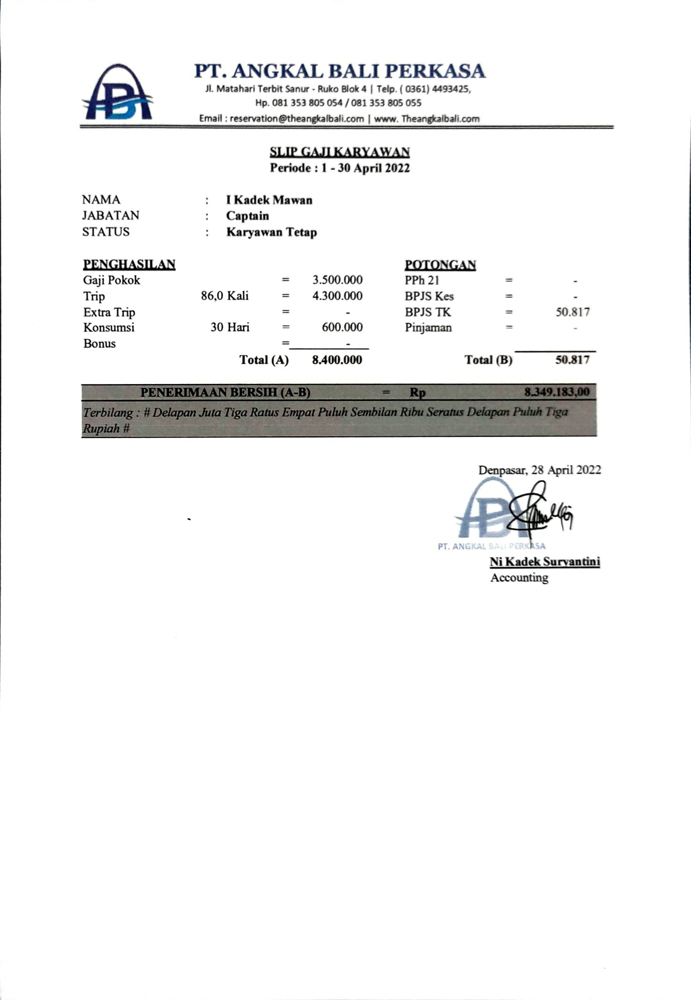 ABA
PT. ANGKAL BALI PERKASA
Jl. Matahari Terbit Sanur - Ruko Blok 4 | Telp. ( 0361) 4493425,
Hp. 081 353 805 054 / 081 353 805 055
Email : reservation@theangkalbali.com | www. Theangkalbali.com
SLIP GAJI KARYAWAN
Periode : 1 - 30 April 2022
NAMA : I Kadek Mawan
JABATAN : Captain
STATUS : Karyawan Tetap
PENGHASILAN POTONGAN
Gaji Pokok = 3.500.000 PPh 21 = -
Trip 86,0 Kali = 4.300.000 BPJS Kes = -
Extra Trip = - BPJS TK = 50.817
Konsumsi 30 Hari = 600.000 Pinjaman = -
Bonus = -
Total (A) 8.400.000 Total (B) 50.817
PENERIMAAN BERSIH (A-B) = Rp 8.349.183,00
Terbilang : # Delapan Juta Tiga Ratus Empat Puluh Sembilan Ribu Seratus Delapan Puluh Tiga
Rupiah #
Denpasar, 28 April 2022
ABA
PT. ANGKAL BALI PERKASA
Ni Kadek Suryantini
Accounting